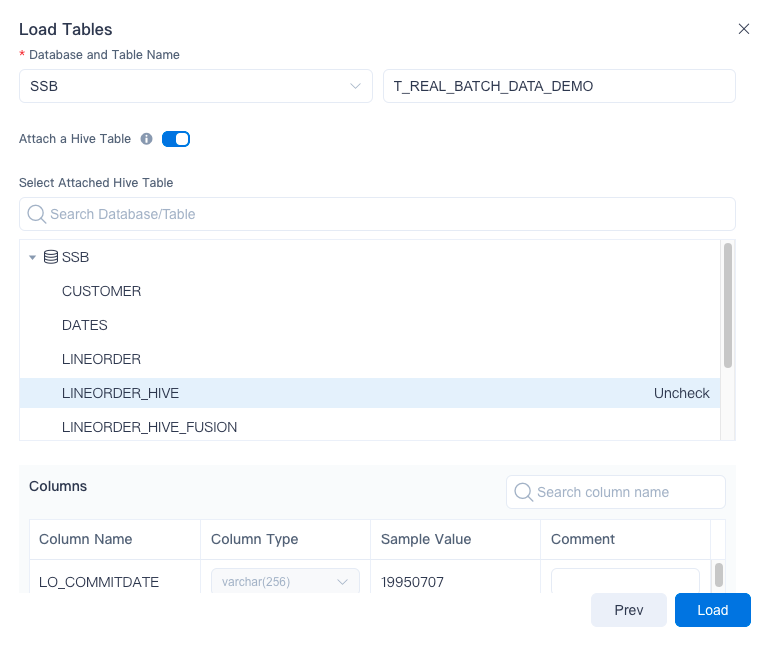 Load Tables
* Database and Table Name
SSB
T_REAL_BATCH_DATA_DEMO
Attach a Hive Table
Select Attached Hive Table
Search Database/Table
SSB
CUSTOMER
DATES
LINEORDER
LINEORDER_HIVE Uncheck
LINEORDER_HIVE_FUSION
Columns
Search column name
Column Name Column Type Sample Value Comment
LO_COMMITDATE varchar(256) 19950707
Prev Load